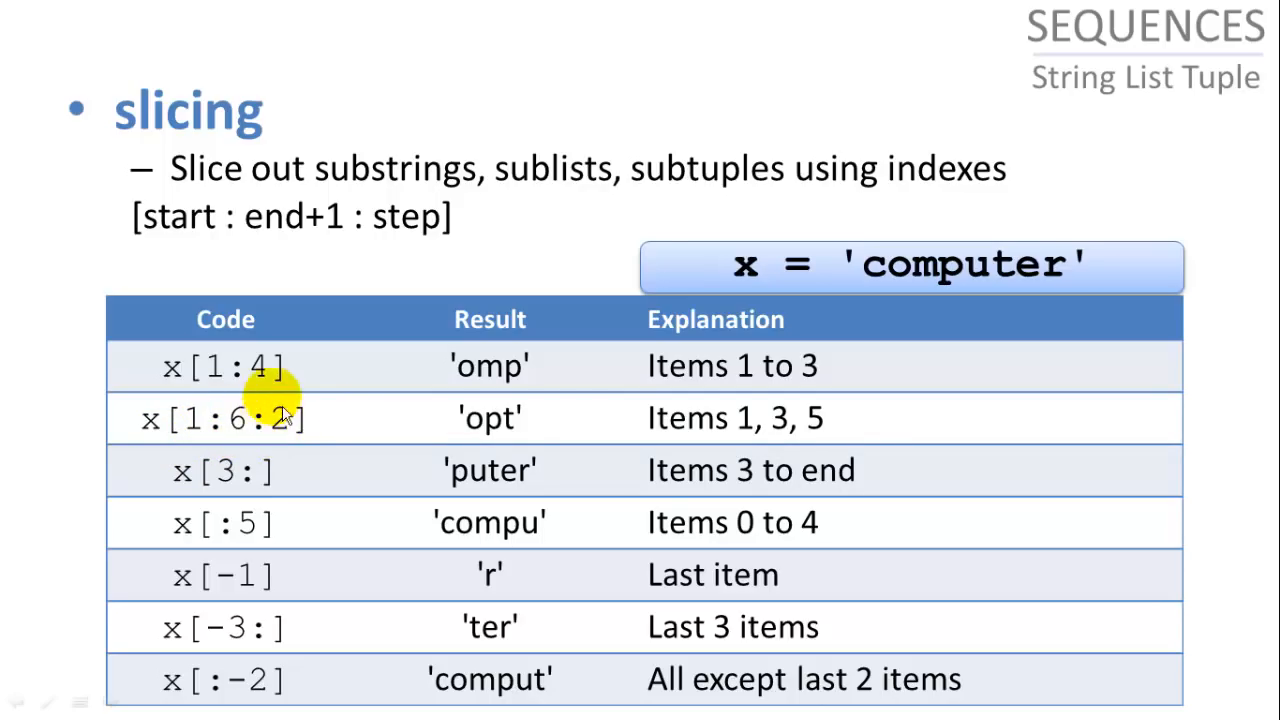 SEQUENCES
String List Tuple
• slicing
– Slice out substrings, sublists, subtuples using indexes
[start : end+1 : step]
x = 'computer'
Code Result Explanation
x[1:4] 'omp' Items 1 to 3
x[1:6:2] 'opt' Items 1, 3, 5
x[3:] 'puter' Items 3 to end
x[:5] 'compu' Items 0 to 4
x[-1] 'r' Last item
x[-3:] 'ter' Last 3 items
x[:-2] 'comput' All except last 2 items